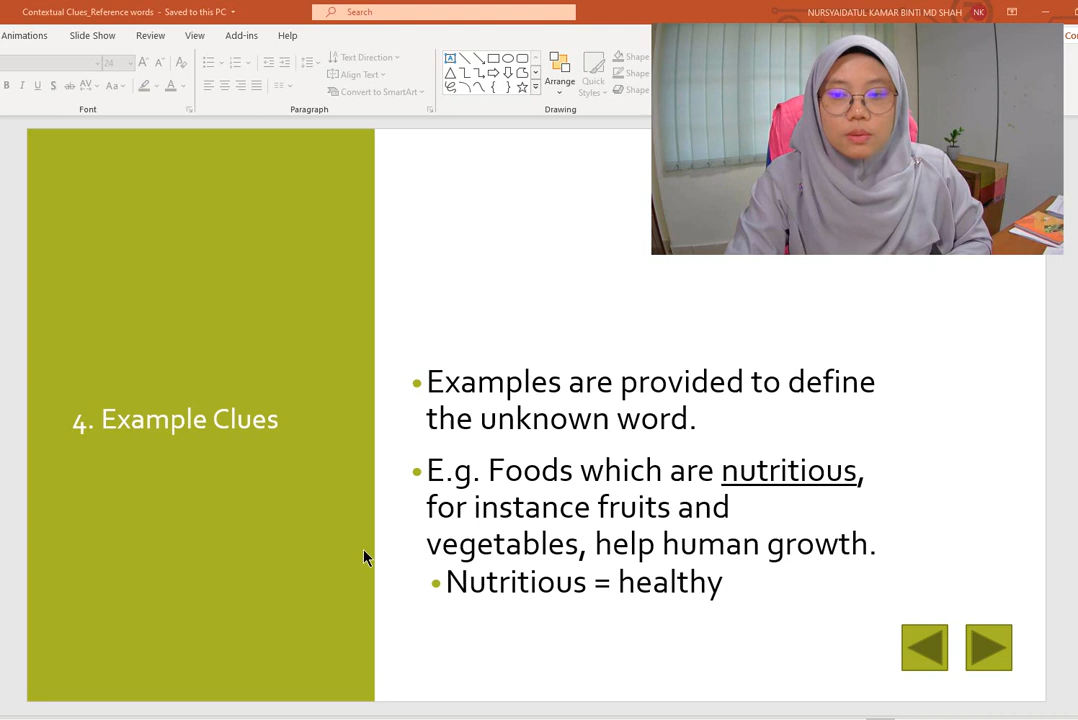 Contextual Clues_Reference words - Saved to this PC
Search
NURSYAIDATUL KAMAR BINTI MD SHAH NK
Animations Slide Show Review View Add-ins Help
24
Text Direction
Align Text
Convert to SmartArt
Arrange
Quick
Styles
Shape
Shape
Shape
Font Paragraph Drawing
4. Example Clues
•Examples are provided to define
the unknown word.
•E.g. Foods which are nutritious,
for instance fruits and
vegetables, help human growth.
•Nutritious = healthy